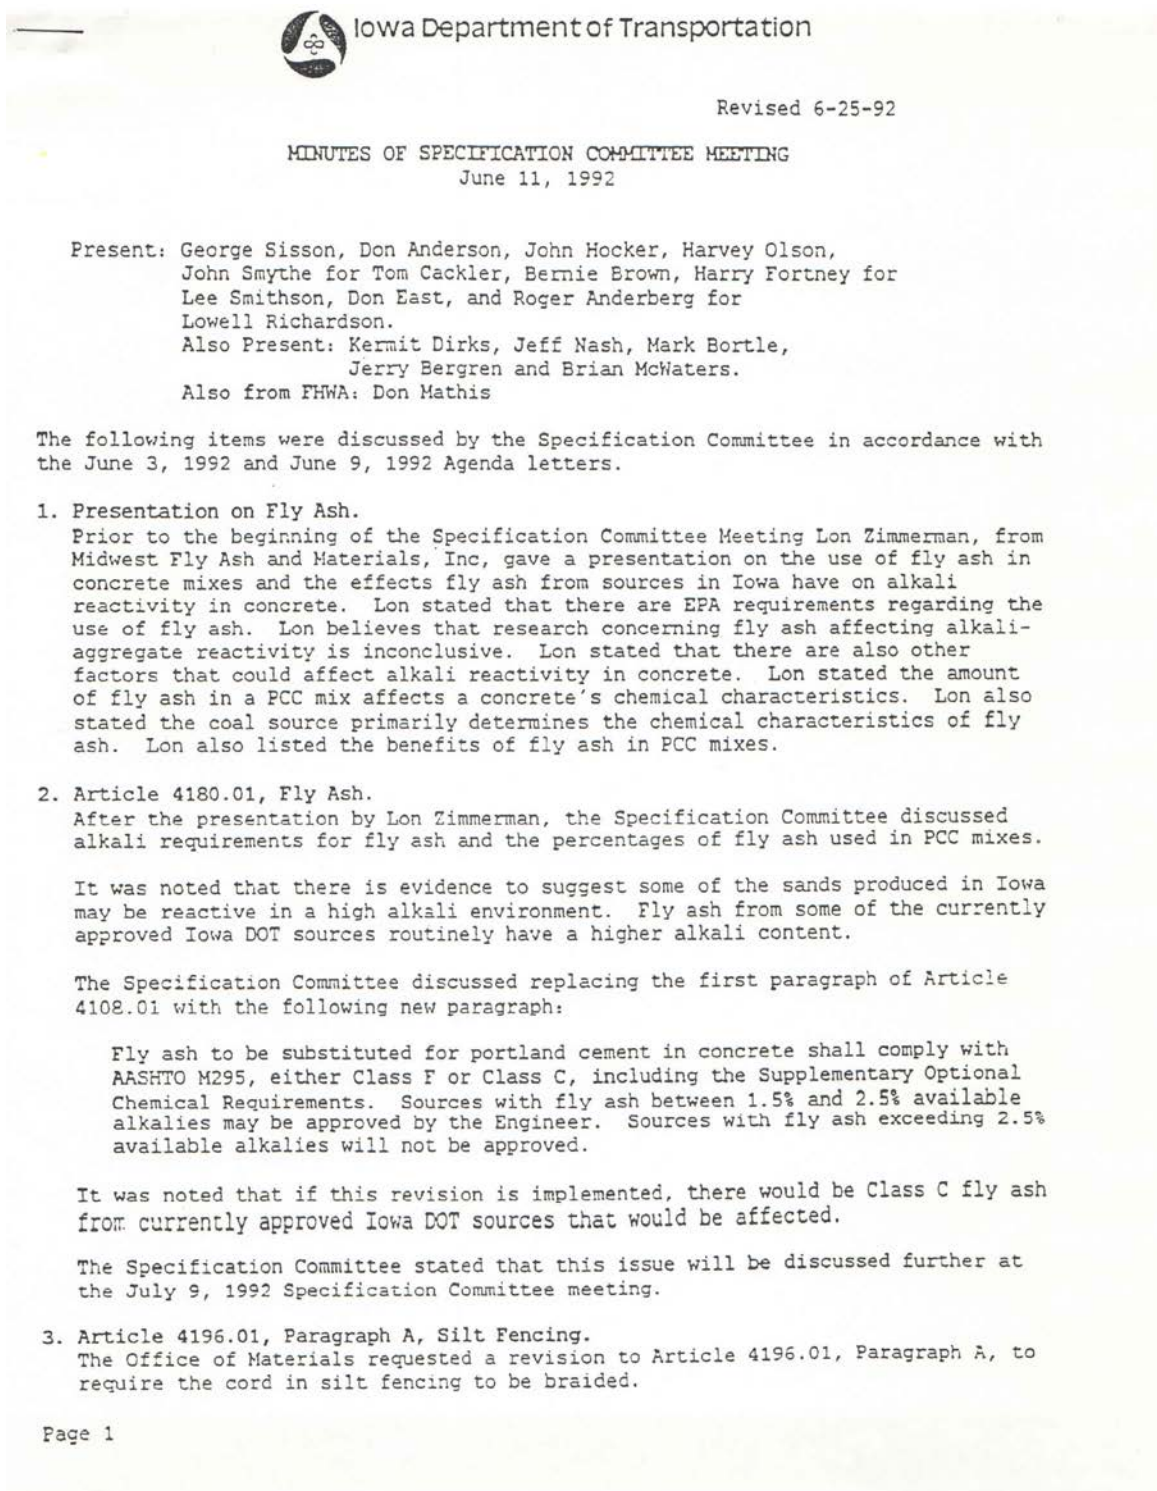 Iowa Department of Transportation
Revised 6-25-92
MINUTES OF SPECIFICATION COMMITTEE MEETING
June 11, 1992
Present: George Sisson, Don Anderson, John Hocker, Harvey Olson,
John Smythe for Tom Cackler, Bernie Brown, Harry Fortney for
Lee Smithson, Don East, and Roger Anderberg for
Lowell Richardson.
Also Present: Kermit Dirks, Jeff Nash, Mark Bortle,
Jerry Bergren and Brian McWaters.
Also from FHWA: Don Mathis
The following items were discussed by the Specification Committee in accordance with
the June 3, 1992 and June 9, 1992 Agenda letters.
1. Presentation on Fly Ash.
Prior to the beginning of the Specification Committee Meeting Lon Zimmerman, from
Midwest Fly Ash and Materials, Inc, gave a presentation on the use of fly ash in
concrete mixes and the effects fly ash from sources in Iowa have on alkali
reactivity in concrete. Lon stated that there are EPA requirements regarding the
use of fly ash. Lon believes that research concerning fly ash affecting alkali-
aggregate reactivity is inconclusive. Lon stated that there are also other
factors that could affect alkali reactivity in concrete. Lon stated the amount
of fly ash in a PCC mix affects a concrete's chemical characteristics. Lon also
stated the coal source primarily determines the chemical characteristics of fly
ash. Lon also listed the benefits of fly ash in PCC mixes.
2. Article 4180.01, Fly Ash.
After the presentation by Lon Zimmerman, the Specification Committee discussed
alkali requirements for fly ash and the percentages of fly ash used in PCC mixes.
It was noted that there is evidence to suggest some of the sands produced in Iowa
may be reactive in a high alkali environment. Fly ash from some of the currently
approved Iowa DOT sources routinely have a higher alkali content.
The Specification Committee discussed replacing the first paragraph of Article
4108.01 with the following new paragraph:
Fly ash to be substituted for portland cement in concrete shall comply with
AASHTO M295, either Class F or Class C, including the Supplementary Optional
Chemical Requirements. Sources with fly ash between 1.5% and 2.5% available
alkalies may be approved by the Engineer. Sources with fly ash exceeding 2.5%
available alkalies will not be approved.
It was noted that if this revision is implemented, there would be Class C fly ash
from currently approved Iowa DOT sources that would be affected.
The Specification Committee stated that this issue will be discussed further at
the July 9, 1992 Specification Committee meeting.
3. Article 4196.01, Paragraph A, Silt Fencing.
The Office of Materials requested a revision to Article 4196.01, Paragraph A, to
require the cord in silt fencing to be braided.
Page 1